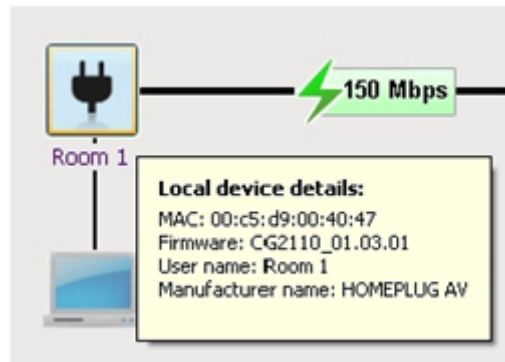 150 Mbps
Room 1
Local device details:
MAC: 00:c5:d9:00:40:47
Firmware: CG2110_01.03.01
User name: Room 1
Manufacturer name: HOMEPLUG AV